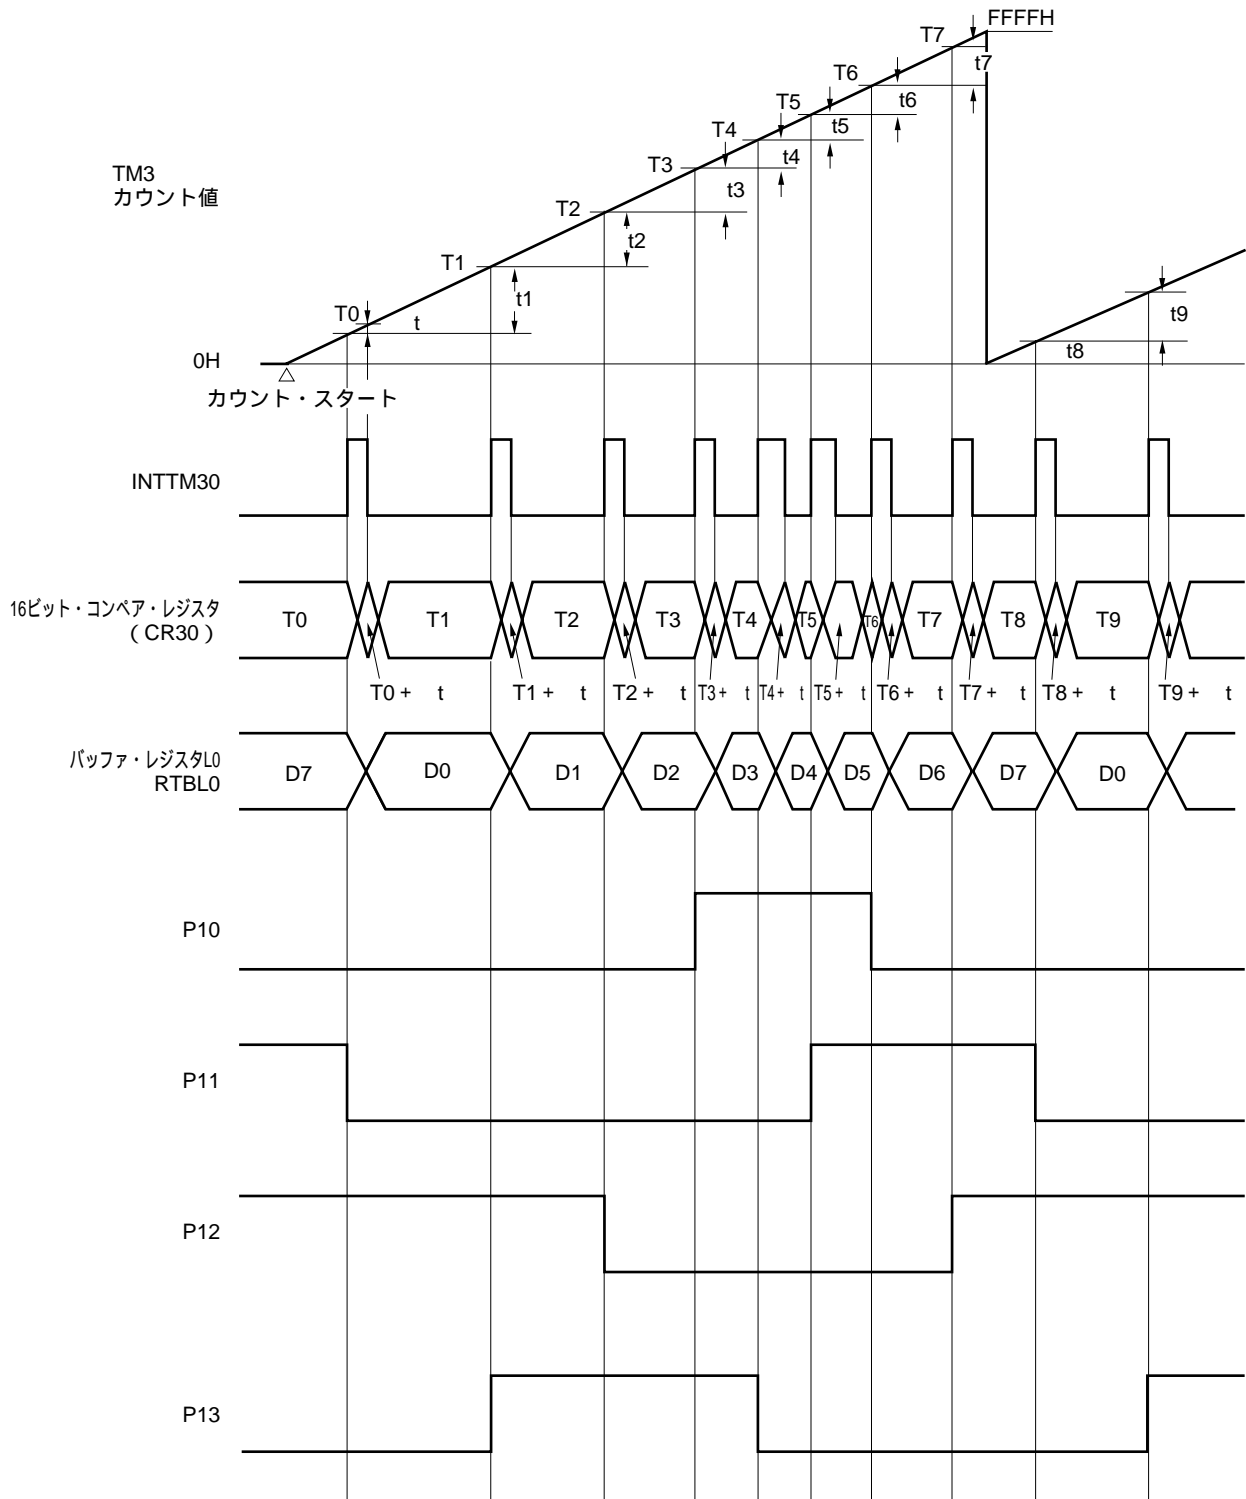 FFFFH
T7
t7
T6
t6
T5
t5
T4
t4
TM3
カウント値
T3
t3
T2
t2
T1
t1
T0
t
t9
t8
0H
カウント・スタート
INTTM30
16ビット・コンペア・レジスタ
（CR30）
T0 T1 T2 T3 T4 T5 T6 T7 T8 T9
T0+ t T1+ t T2+ t T3+ t T4+ t T5+ t T6+ t T7+ t T8+ t T9+ t
バッファ・レジスタL0
RTBL0
D7 D0 D1 D2 D3 D4 D5 D6 D7 D0
P10
P11
P12
P13